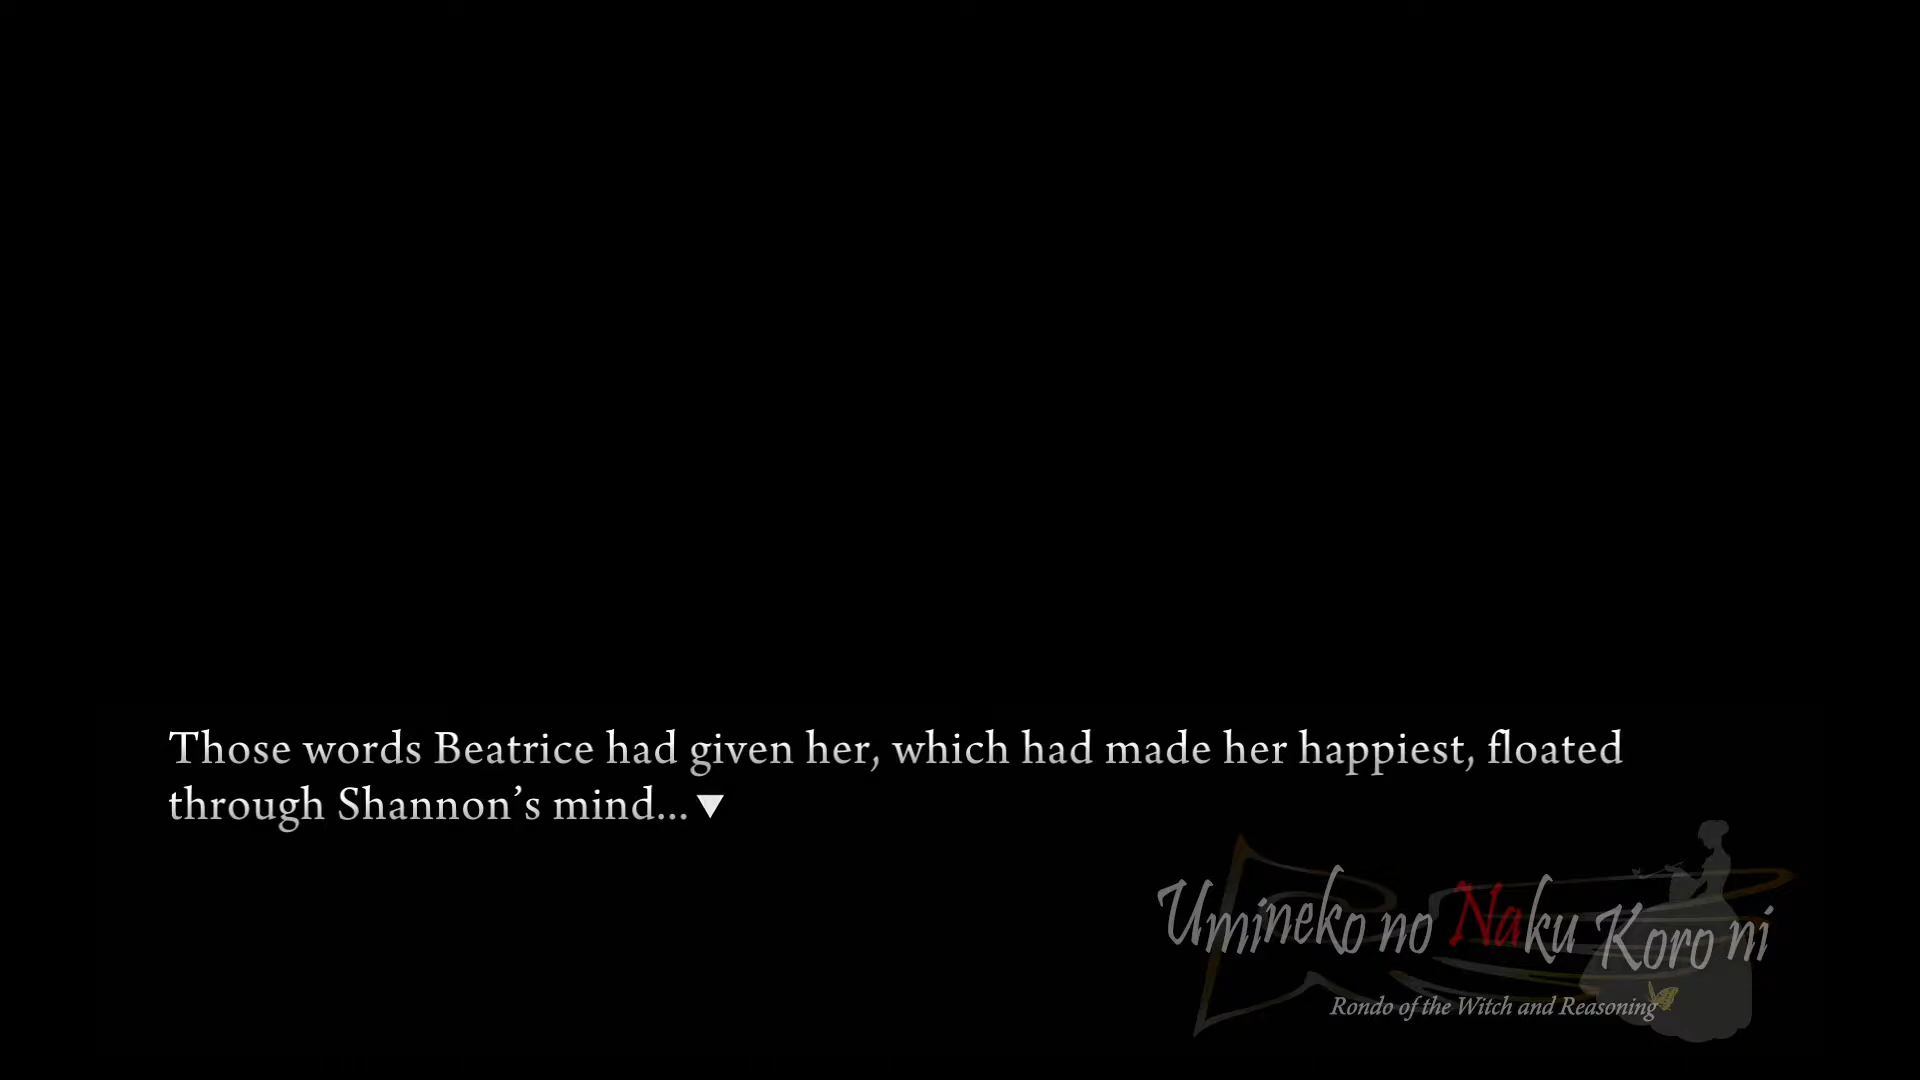 Those words Beatrice had given her, which had made her happiest, floated
through Shannon’s mind...▼
Umineko no Naku Koro ni
Rondo of the Witch and Reasoning